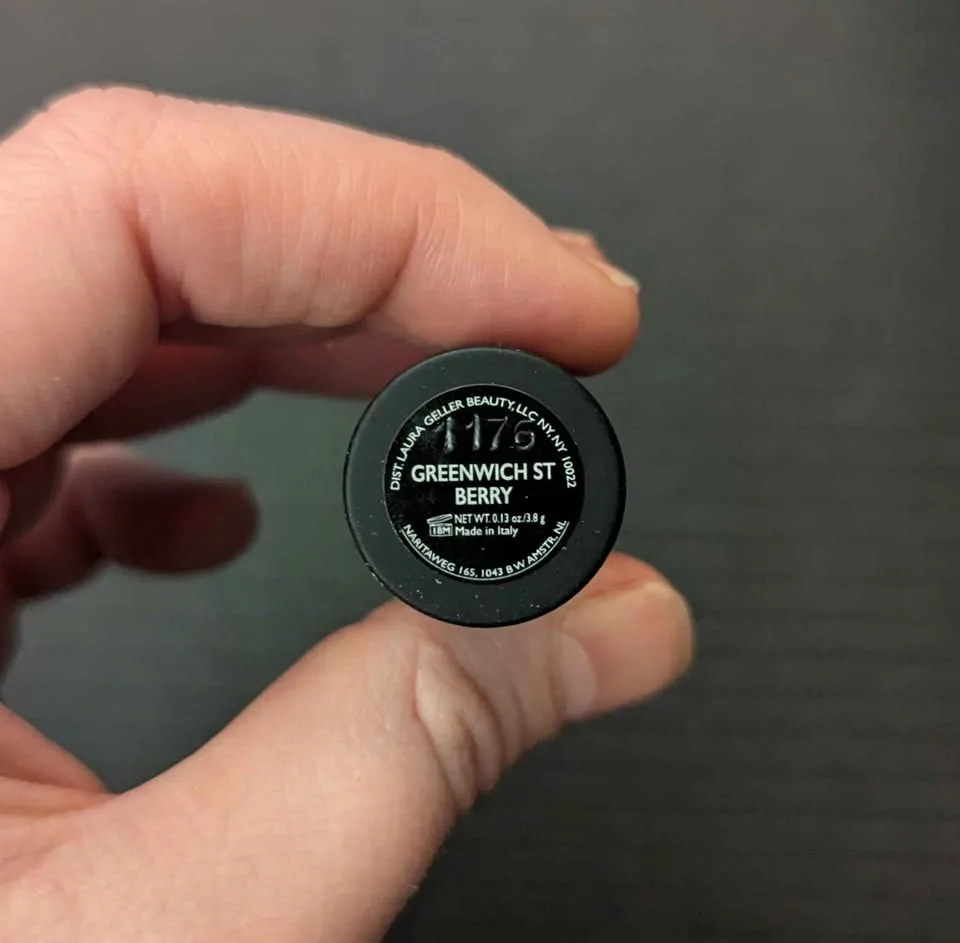 DIST. LAURA GELLER BEAUTY, LLC NY, NY 10022
1176
GREENWICH ST
BERRY
NET WT. 0.13 oz./3.8 g
18M Made in Italy
NARITAWEG 165, 1043 BW AMSTR. NL